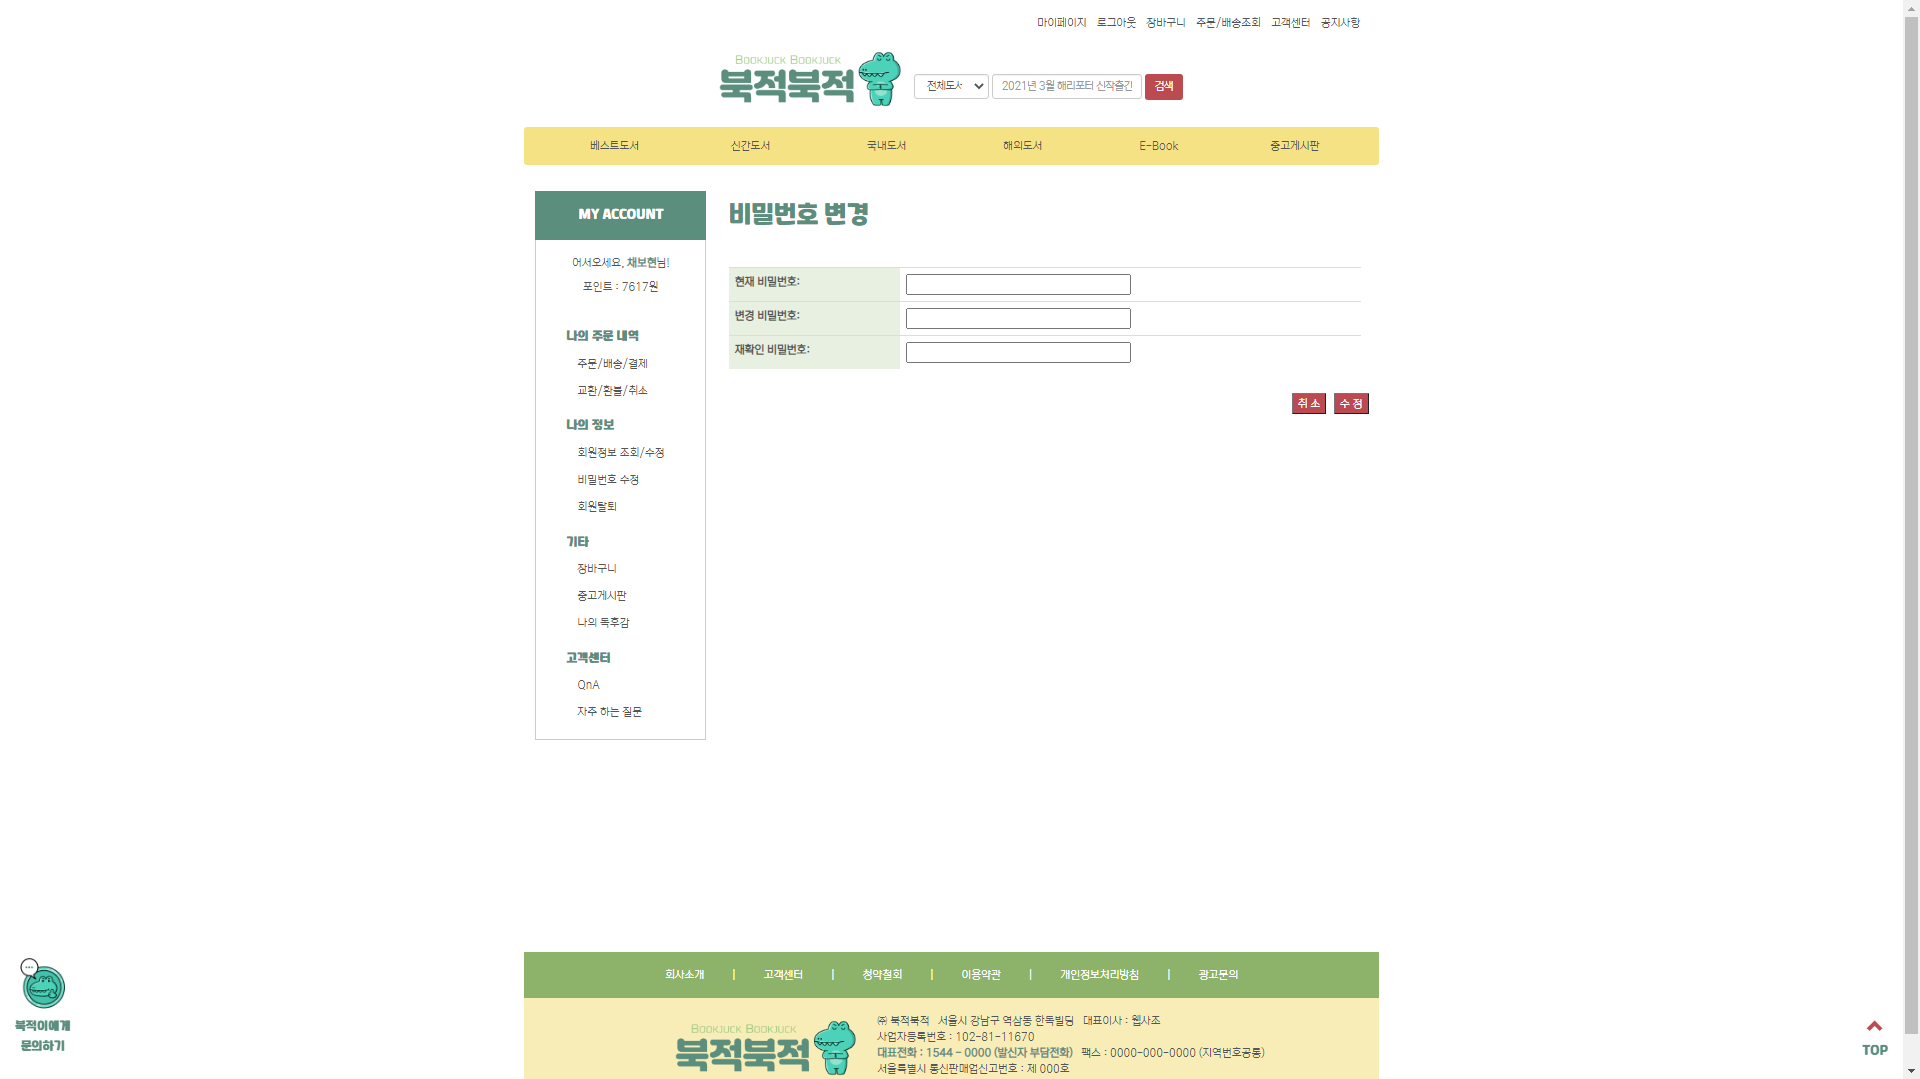 마이페이지 로그아웃 장바구니 주문/배송조회 고객센터 공지사항
BOOKJUCK BOOKJUCK
북적북적
전체도서 2021년 3월 해리포터 신작출간 검색
베스트도서 신간도서 국내도서 해외도서 E-Book 중고게시판
MY ACCOUNT
어서오세요, 채보현님!
포인트 : 7617원
나의 주문 내역
주문/배송/결제
교환/환불/취소
나의 정보
회원정보 조회/수정
비밀번호 수정
회원탈퇴
기타
장바구니
중고게시판
나의 독후감
고객센터
QnA
자주 하는 질문
비밀번호 변경
현재 비밀번호:
변경 비밀번호:
재확인 비밀번호:
취소 수정
북적이에게
문의하기
회사소개 | 고객센터 | 청약철회 | 이용약관 | 개인정보처리방침 | 광고문의
BOOKJUCK BOOKJUCK
북적북적
㈜ 북적북적 서울시 강남구 역삼동 한독빌딩 대표이사 : 웹사조
사업자등록번호 : 102-81-11670
대표전화 : 1544 - 0000 (발신자 부담전화) 팩스 : 0000-000-0000 (지역번호공통)
서울특별시 통신판매업신고번호 : 제 000호
TOP